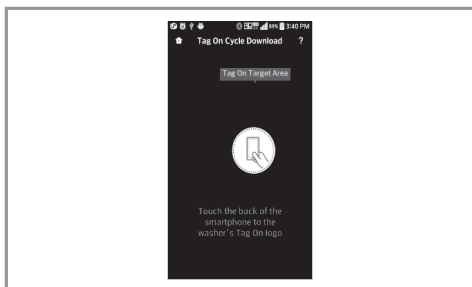 89% 3:40 PM
Tag On Cycle Download ?
Tag On Target Area
Touch the back of the
smartphone to the
washer's Tag On logo